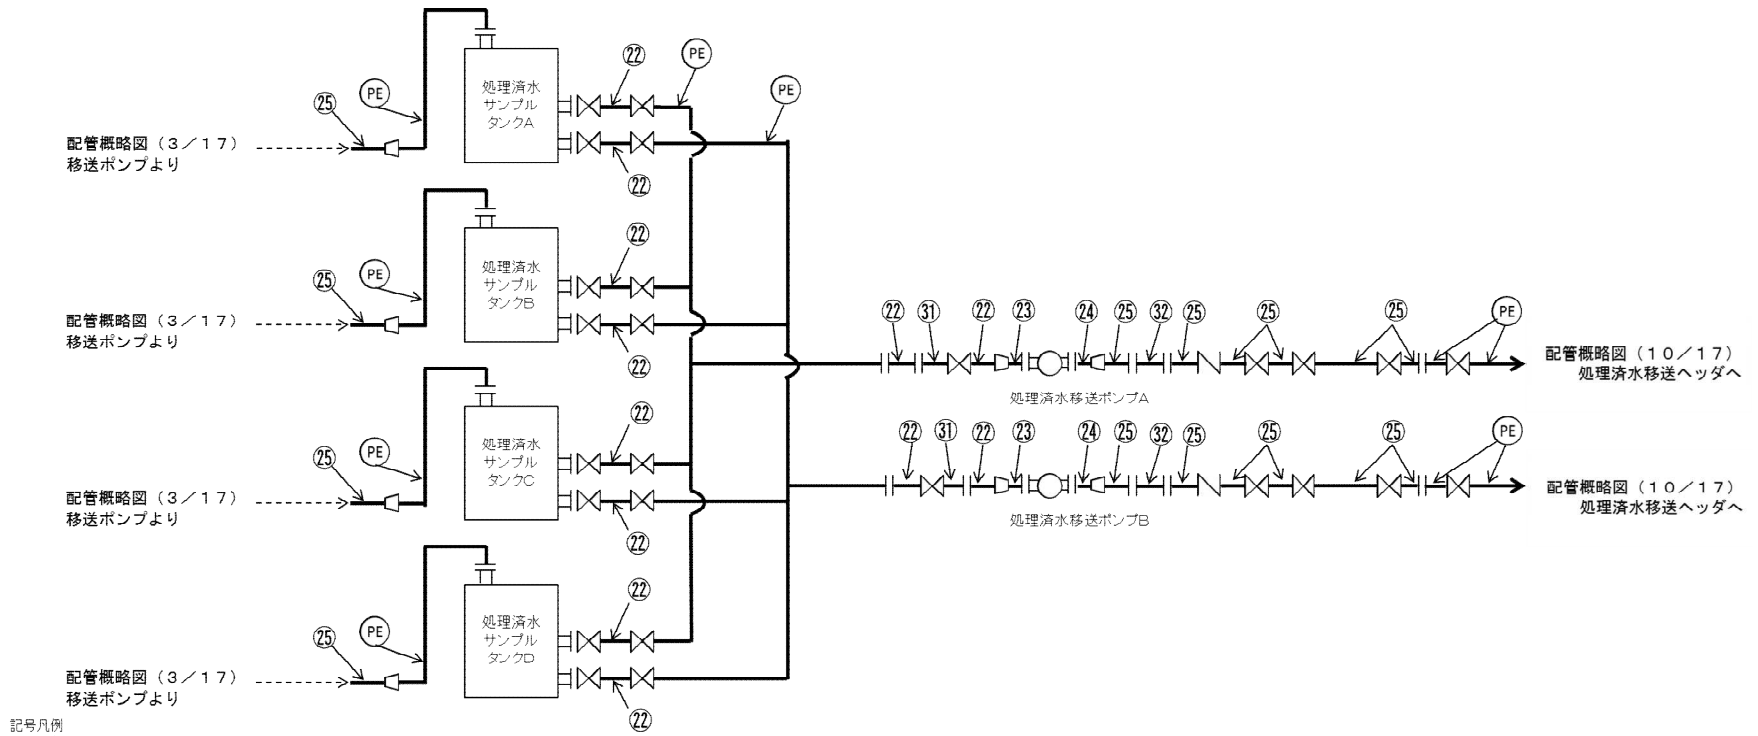 ㉒
PE
PE
処理済水
サンプル
タンクA
㉕
PE
配管概略図（３／１７）
移送ポンプより
㉒
㉒
処理済水
サンプル
タンクB
㉕
PE
配管概略図（３／１７）
移送ポンプより
㉒
㉒
㉛
㉒
㉓
㉔
㉕
㉜
㉕
㉕
㉕
PE
配管概略図（１０／１７）
処理済水移送ヘッダへ
処理済水移送ポンプA
㉒
処理済水
サンプル
タンクC
㉕
PE
配管概略図（３／１７）
移送ポンプより
㉒
㉒
㉛
㉒
㉓
㉔
㉕
㉜
㉕
㉕
㉕
PE
配管概略図（１０／１７）
処理済水移送ヘッダへ
処理済水移送ポンプB
㉒
処理済水
サンプル
タンクD
㉕
PE
配管概略図（３／１７）
移送ポンプより
㉒
記号凡例